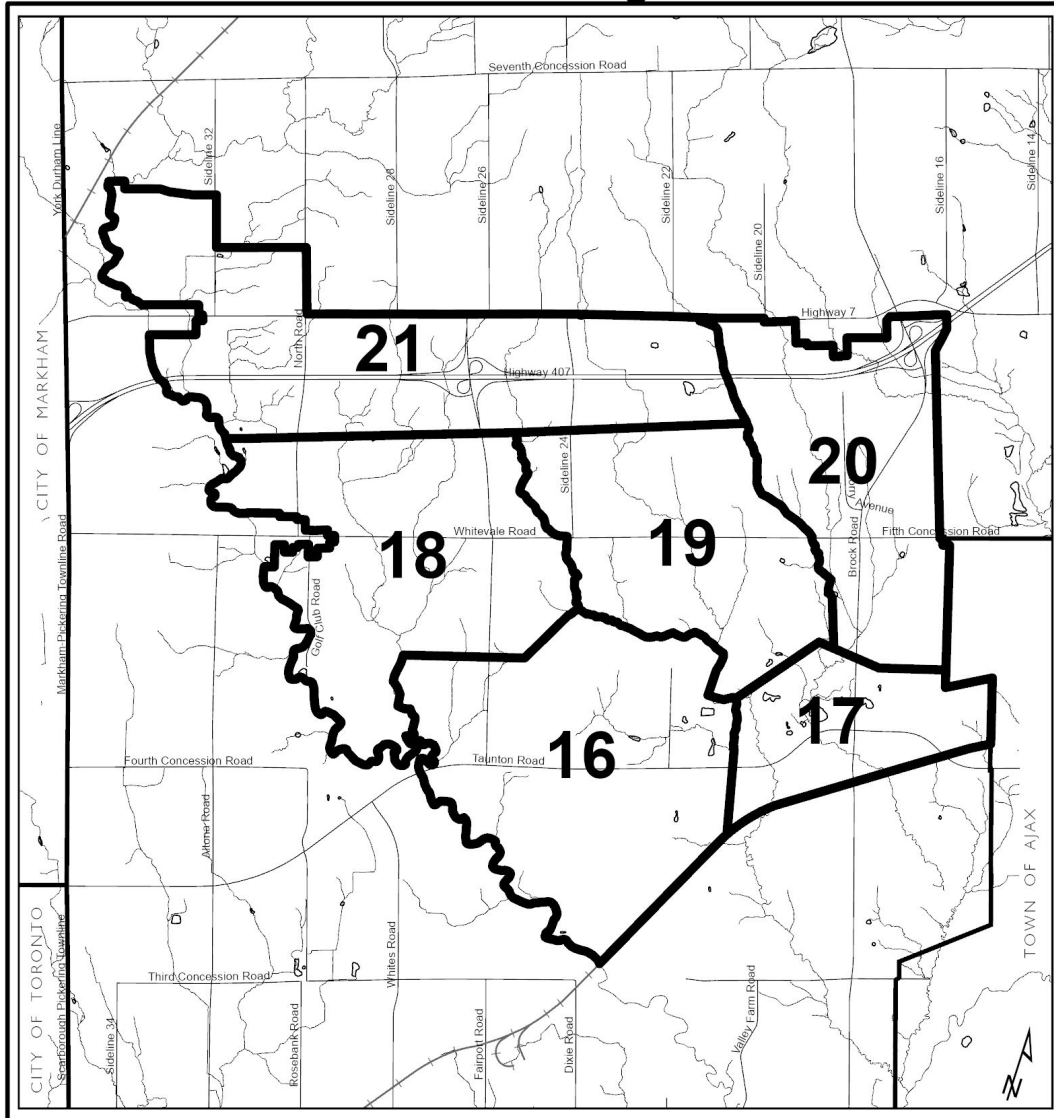 Seventh Concession Road
York Durham Line
Sideline 32
Sideline 28
Sideline 26
Sideline 22
Sideline 20
Sideline 16
Sideline 14
Highway 7
North Road
21
Highway 407
CITY OF MARKHAM
Markham-Pickering Townline Road
Sideline 24
20
Avenue
Brock Road
Fifth Concession Road
Whitevale Road
18
19
Golf Club Road
17
16
Taunton Road
Fourth Concession Road
Altona Road
TOWN OF AJAX
CITY OF TORONTO
Scarborough Pickering Townline
Third Concession Road
Whites Road
Sideline 34
Rosebank Road
Fairport Road
Dixie Road
Valley Farm Road
N